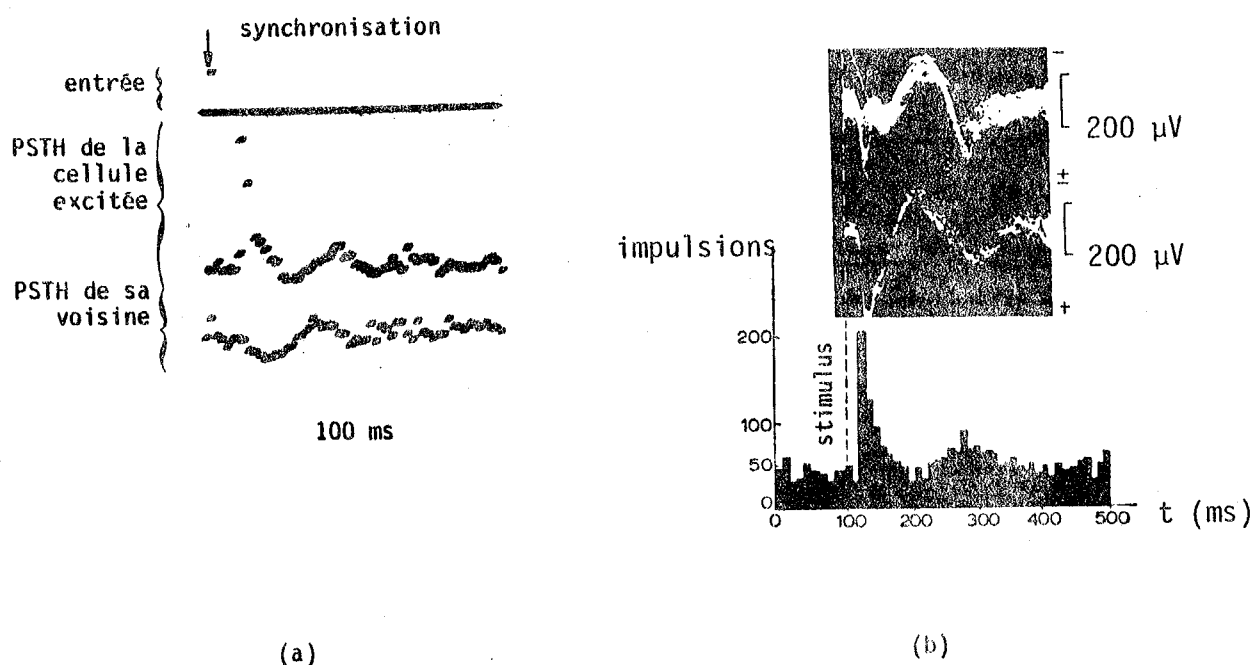 synchronisation
entrée
PSTH de la
cellule
excitée
PSTH de sa
voisine
100 ms
(a)
200 µV
200 µV
impulsions
200
100
50
0
stimulus
0 100 200 300 400 500 t (ms)
(b)